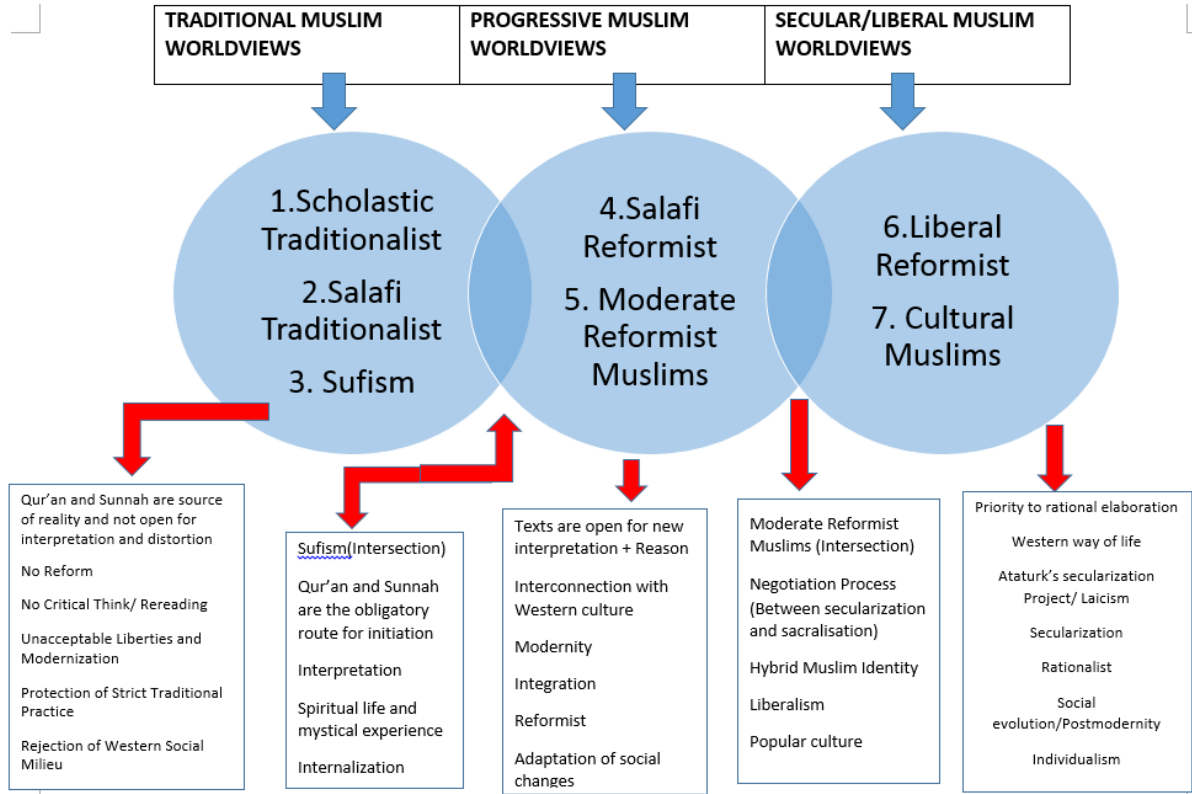 TRADITIONAL MUSLIM
WORLDVIEWS
PROGRESSIVE MUSLIM
WORLDVIEWS
SECULAR/LIBERAL MUSLIM
WORLDVIEWS
1.Scholastic
Traditionalist
2.Salafi
Traditionalist
3. Sufism
4.Salafi
Reformist
5. Moderate
Reformist
Muslims
6.Liberal
Reformist
7. Cultural
Muslims
Qur'an and Sunnah are source
of reality and not open for
interpretation and distortion
No Reform
No Critical Think/ Rereading
Unacceptable Liberties and
Modernization
Protection of Strict Traditional
Practice
Rejection of Western Social
Milieu
Sufism(Intersection)
Qur'an and Sunnah
are the obligatory
route for initiation
Interpretation
Spiritual life and
mystical experience
Internalization
Texts are open for new
interpretation + Reason
Interconnection with
Western culture
Modernity
Integration
Reformist
Adaptation of social
changes
Moderate Reformist
Muslims (Intersection)
Negotiation Process
(Between secularization
and sacralisation)
Hybrid Muslim Identity
Liberalism
Popular culture
Priority to rational elaboration
Western way of life
Ataturk's secularization
Project/ Laicism
Secularization
Rationalist
Social
evolution/Postmodernity
Individualism